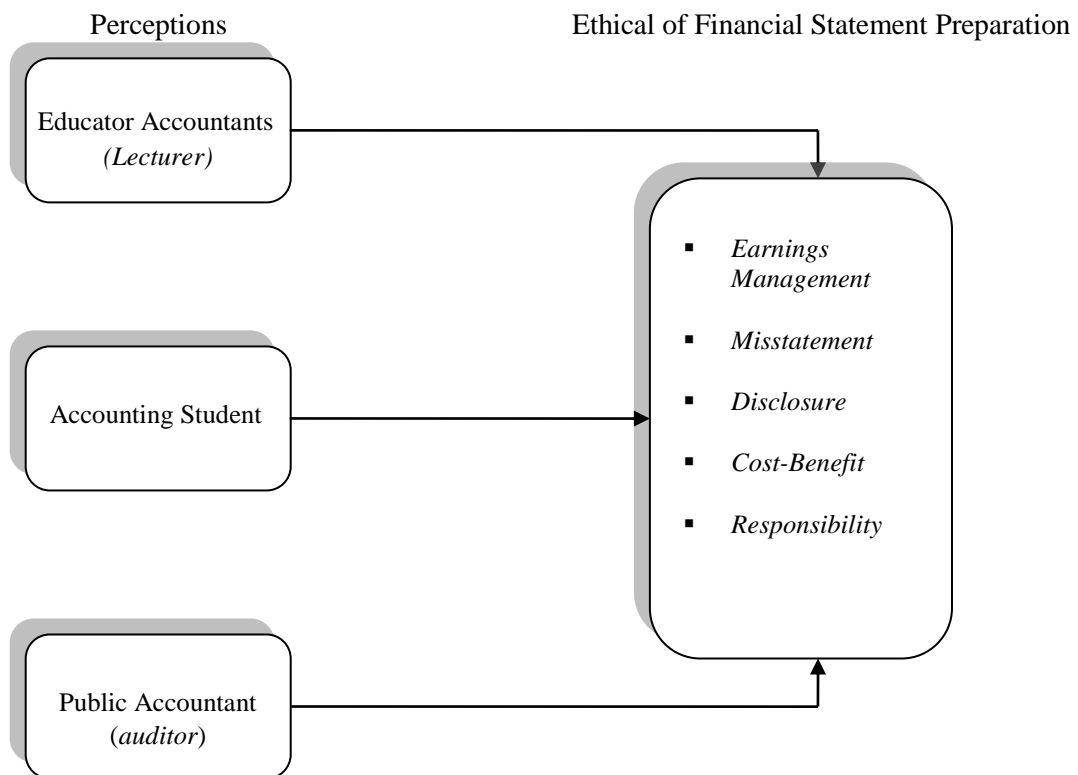 Perceptions
Ethical of Financial Statement Preparation
Educator Accountants
(Lecturer)
Accounting Student
Public Accountant
(auditor)
▪ Earnings
Management
▪ Misstatement
▪ Disclosure
▪ Cost-Benefit
▪ Responsibility